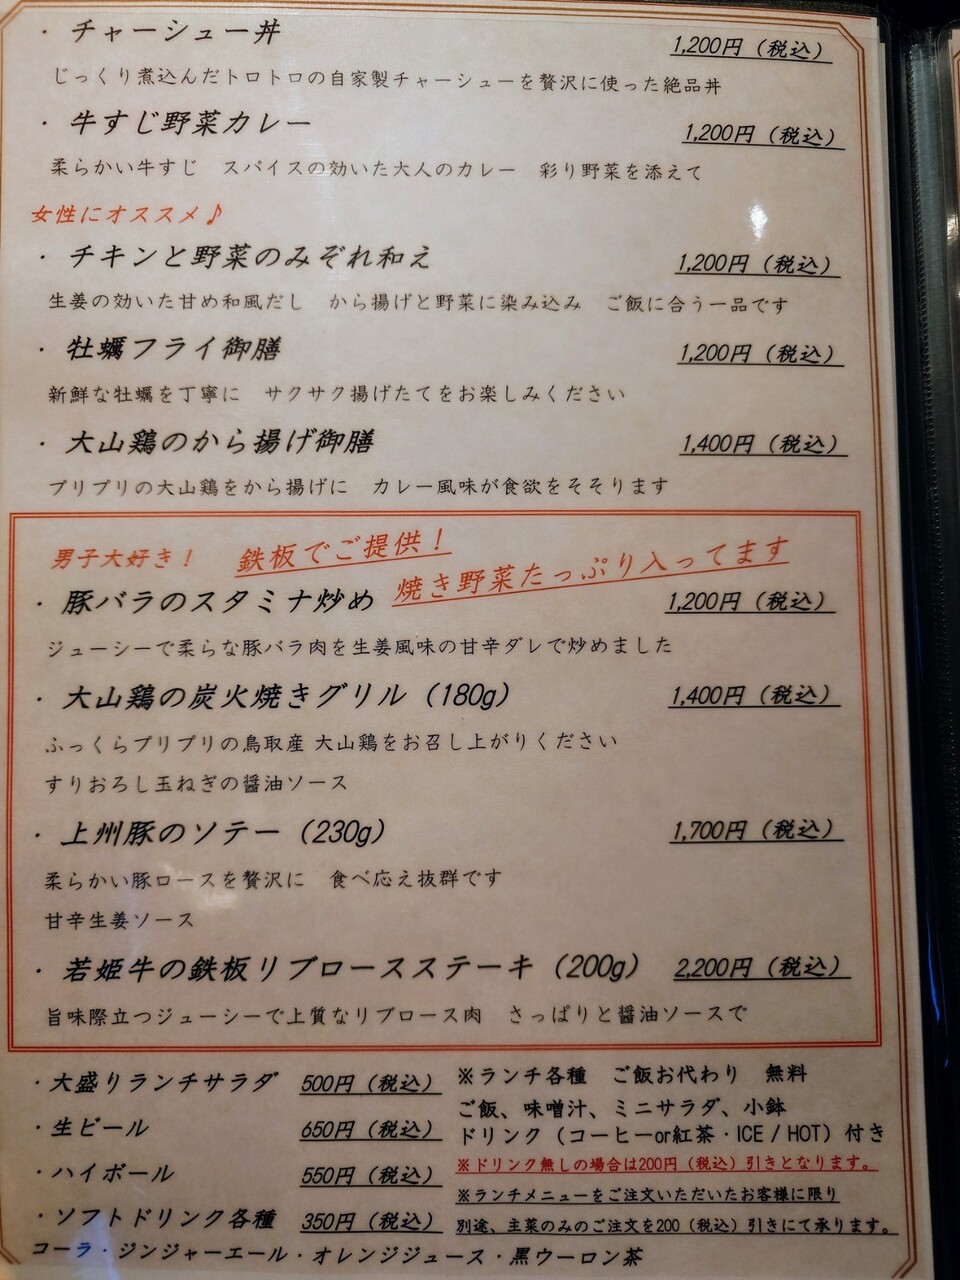 ・チャーシュー丼 1,200円（税込）
じっくり煮込んだトロトロの自家製チャーシューを贅沢に使った絶品丼
・牛すじ野菜カレー 1,200円（税込）
柔らかい牛すじ　スパイスの効いた大人のカレー　彩り野菜を添えて
女性にオススメ♪
・チキンと野菜のみぞれ和え 1,200円（税込）
生姜の効いた甘め和風だし　から揚げと野菜に染み込み　ご飯に合う一品です
・牡蠣フライ御膳 1,200円（税込）
新鮮な牡蠣を丁寧に　サクサク揚げたてをお楽しみください
・大山鶏のから揚げ御膳 1,400円（税込）
プリプリの大山鶏をから揚げに　カレー風味が食欲をそそります
男子大好き！　鉄板でご提供！
焼き野菜たっぷり入ってます
・豚バラのスタミナ炒め 1,200円（税込）
ジューシーで柔らな豚バラ肉を生姜風味の甘辛ダレで炒めました
・大山鶏の炭火焼きグリル（180g） 1,400円（税込）
ふっくらプリプリの鳥取産 大山鶏をお召し上がりください
すりおろし玉ねぎの醤油ソース
・上州豚のソテー（230g） 1,700円（税込）
柔らかい豚ロースを贅沢に　食べ応え抜群です
甘辛生姜ソース
・若姫牛の鉄板リブロースステーキ（200g） 2,200円（税込）
旨味際立つジューシーで上質なリブロース肉　さっぱりと醤油ソースで
・大盛りランチサラダ 500円（税込）
・生ビール 650円（税込）
・ハイボール 550円（税込）
・ソフトドリンク各種 350円（税込）
コーラ・ジンジャーエール・オレンジジュース・黒ウーロン茶
※ランチ各種　ご飯お代わり　無料
ご飯、味噌汁、ミニサラダ、小鉢
ドリンク（コーヒーor紅茶・ICE / HOT）付き
※ドリンク無しの場合は200円（税込）引きとなります。
※ランチメニューをご注文いただいたお客様に限り
別途、主菜のみのご注文を200（税込）引きにて承ります。